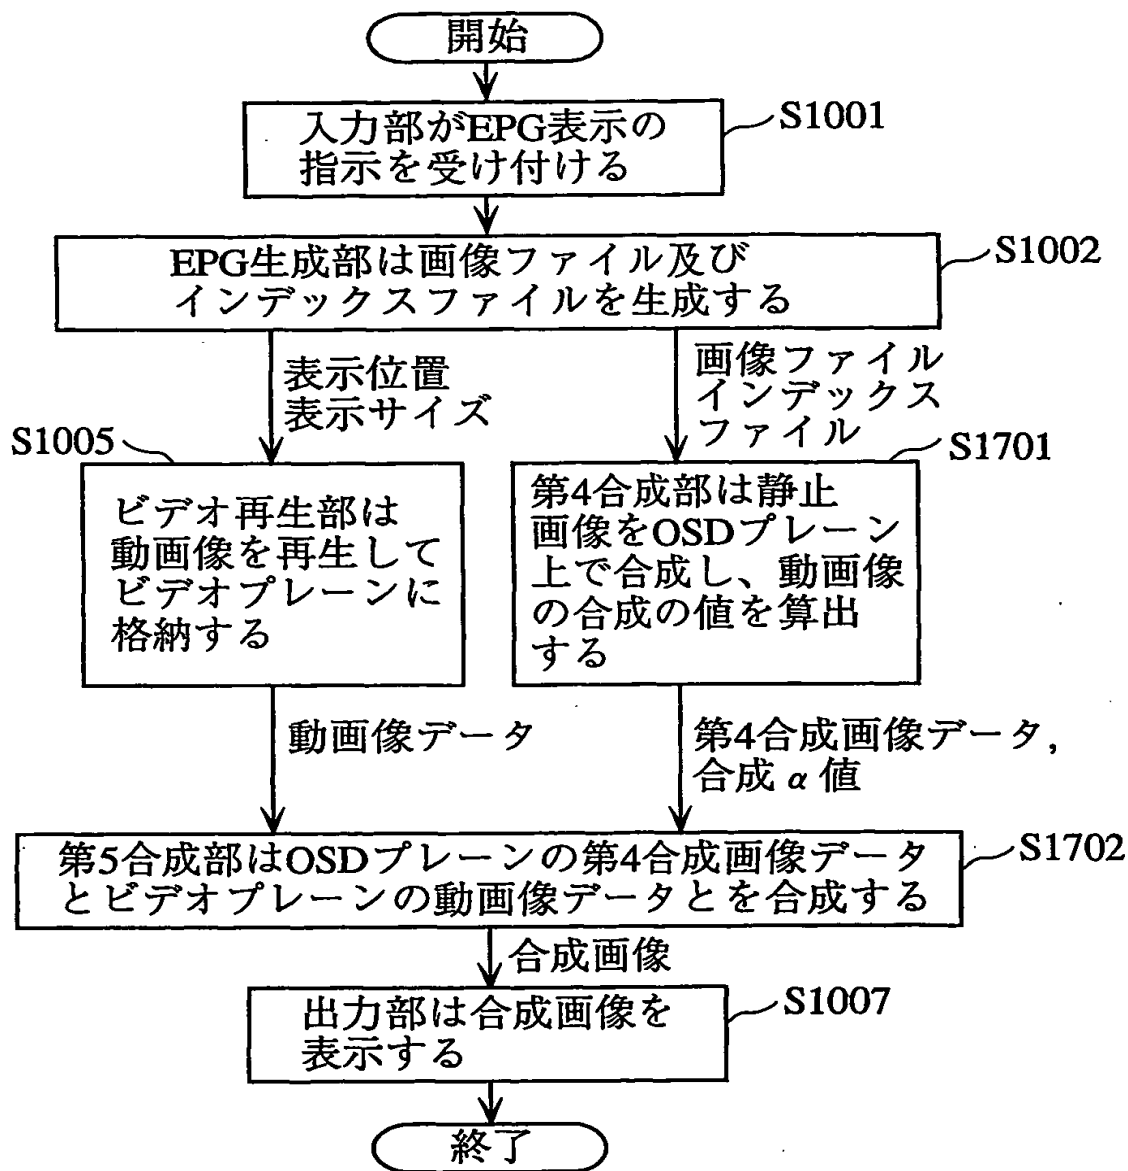 開始
入力部がEPG表示の
指示を受け付ける
S1001
EPG生成部は画像ファイル及び
インデックスファイルを生成する
S1002
表示位置
表示サイズ
画像ファイル
インデックス
ファイル
S1005
ビデオ再生部は
動画像を再生して
ビデオプレーンに
格納する
S1701
第4合成部は静止
画像をOSDプレーン
上で合成し、動画像
の合成の値を算出
する
動画像データ
第4合成画像データ,
合成α値
第5合成部はOSDプレーンの第4合成画像データ
とビデオプレーンの動画像データとを合成する
S1702
合成画像
出力部は合成画像を
表示する
S1007
終了